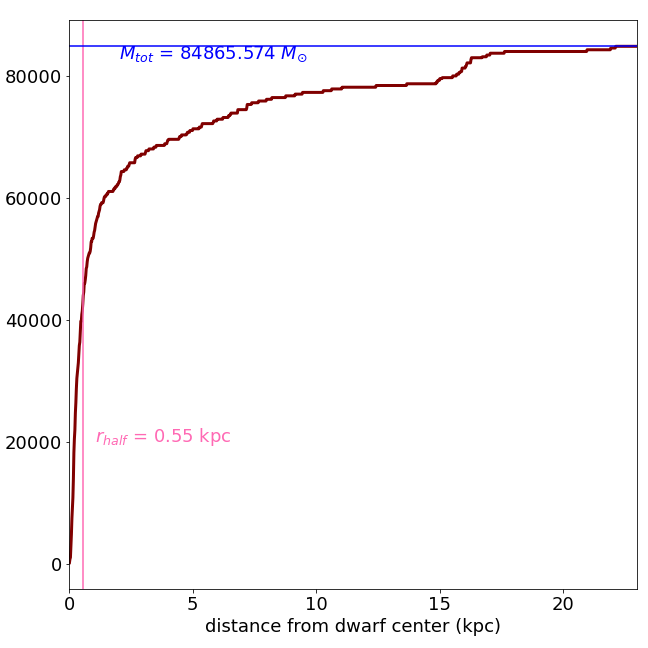 M_tot = 84865.574 M_⊙
80000
60000
40000
20000
r_half = 0.55 kpc
0
0 5 10 15 20
distance from dwarf center (kpc)